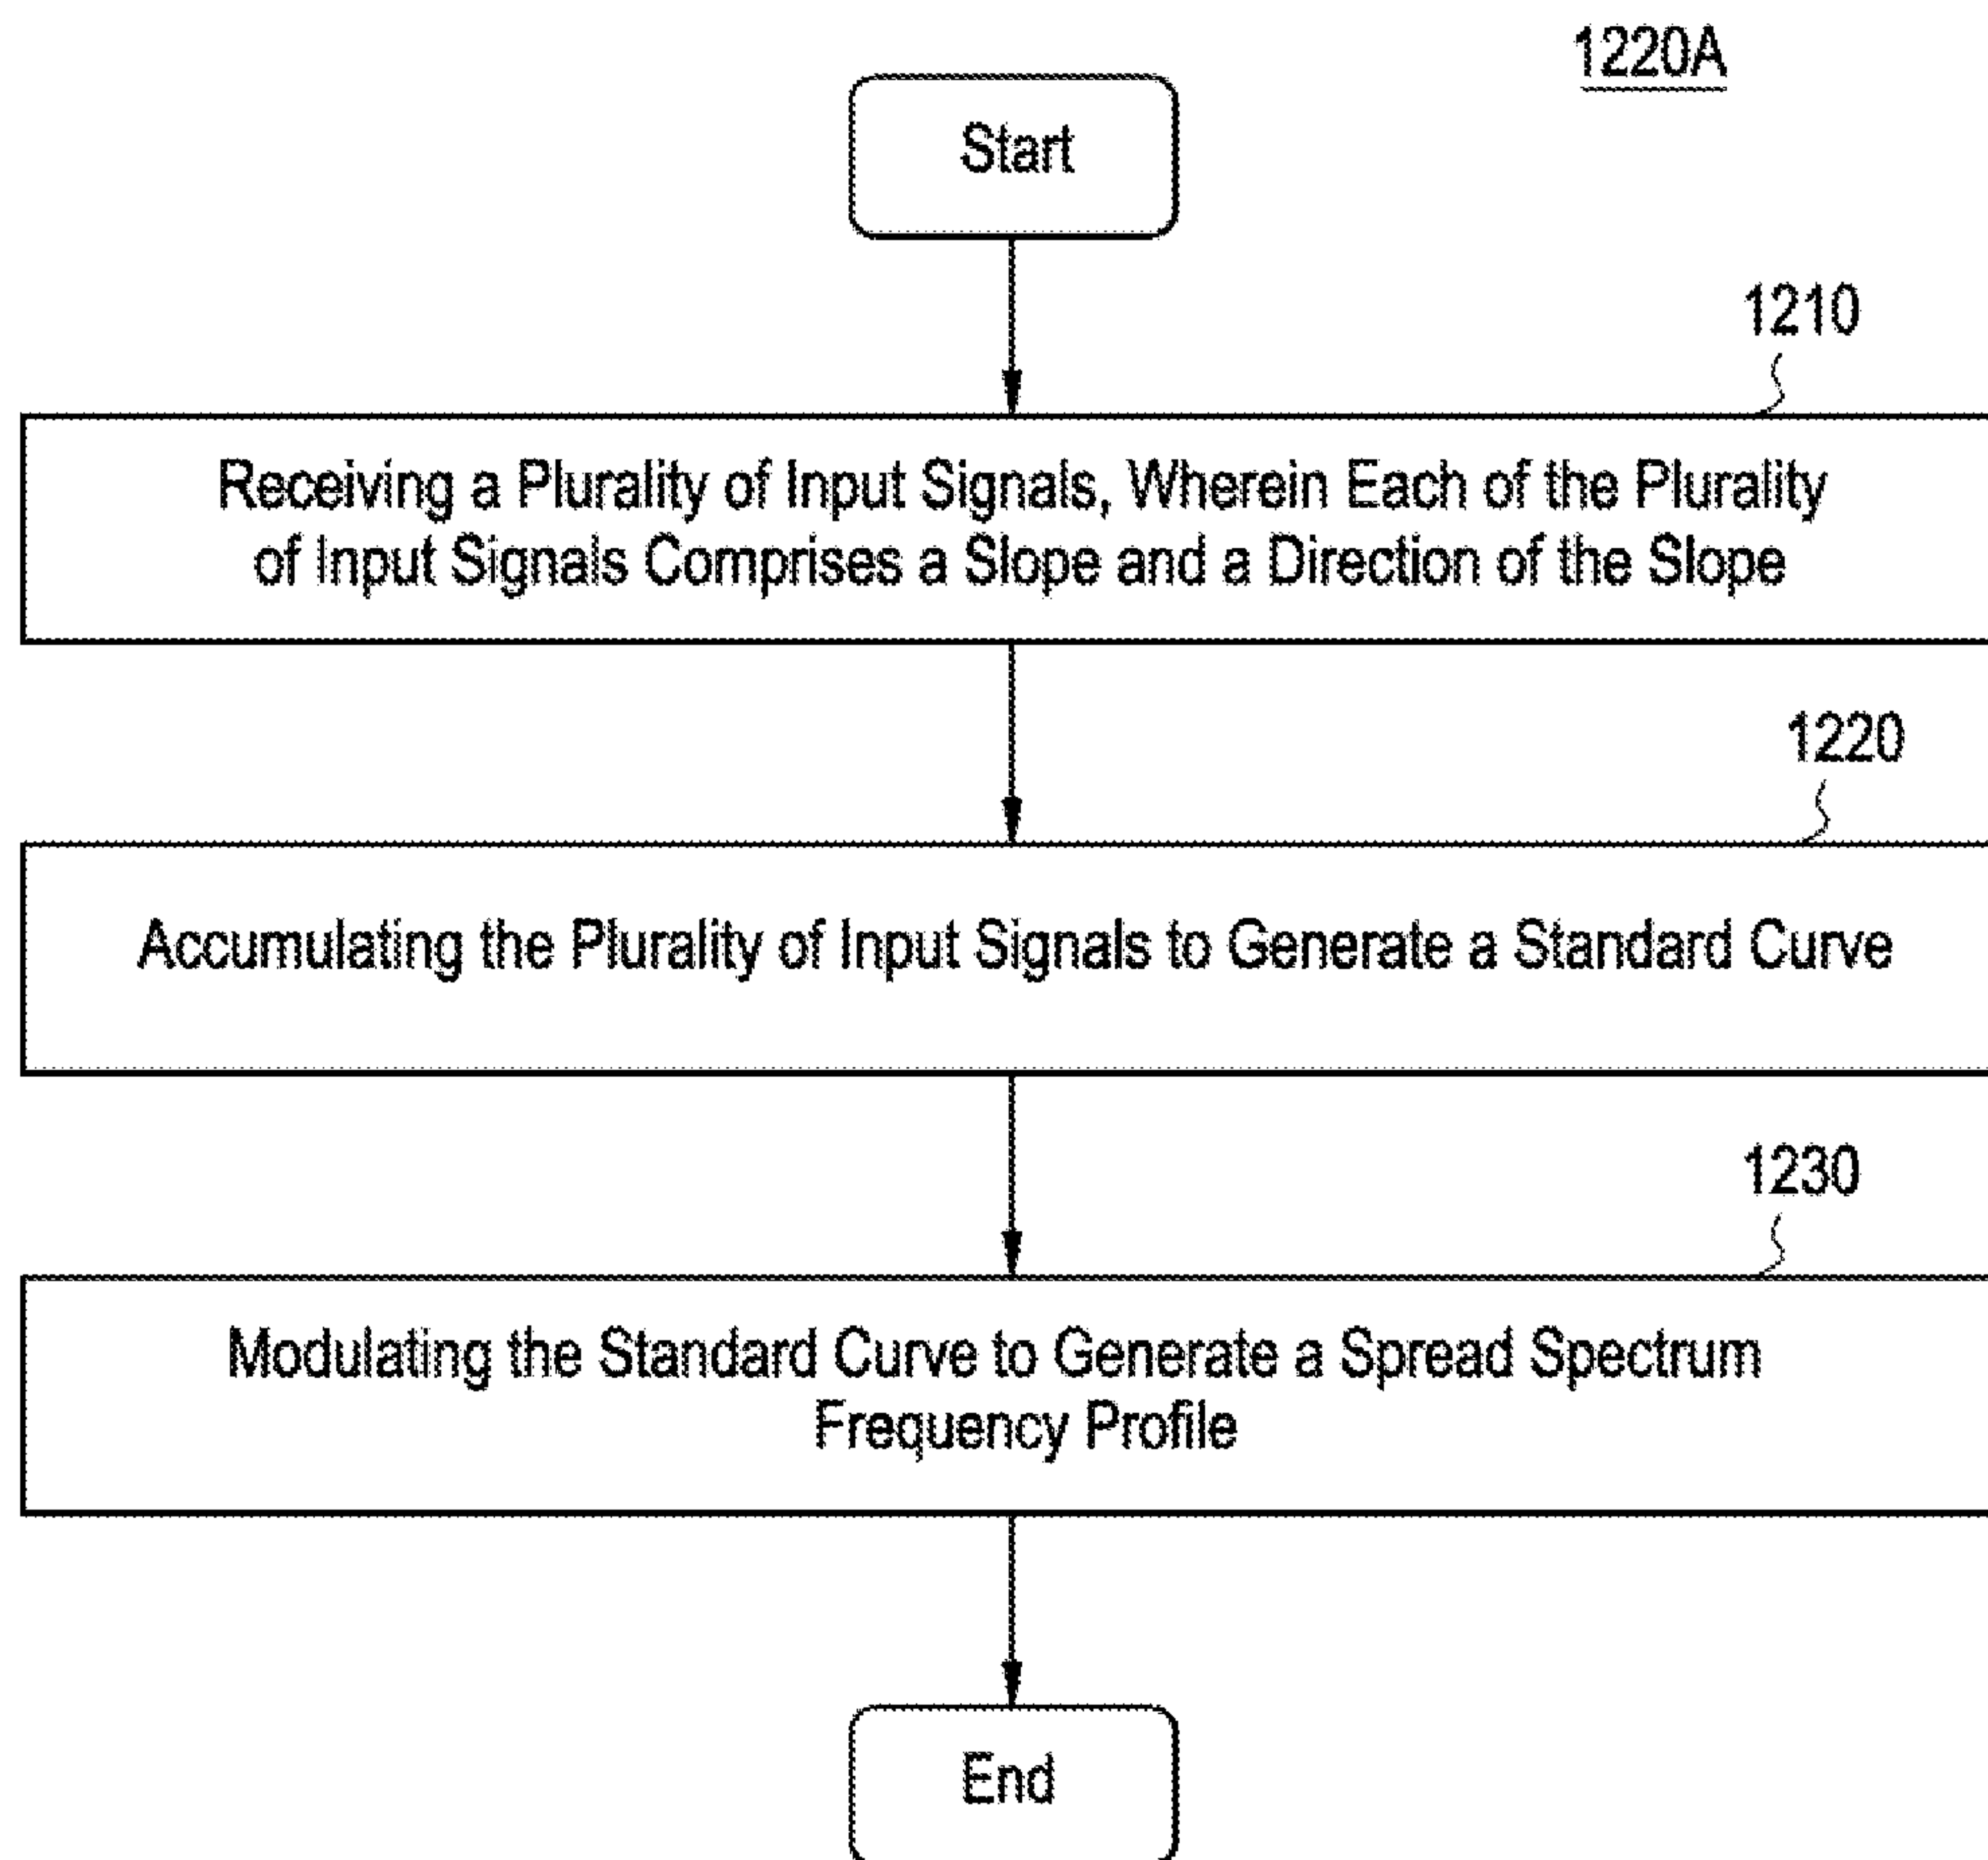 1220A
Start
1210
Receiving a Plurality of Input Signals, Wherein Each of the Plurality
of Input Signals Comprises a Slope and a Direction of the Slope
1220
Accumulating the Plurality of Input Signals to Generate a Standard Curve
1230
Modulating the Standard Curve to Generate a Spread Spectrum
Frequency Profile
End